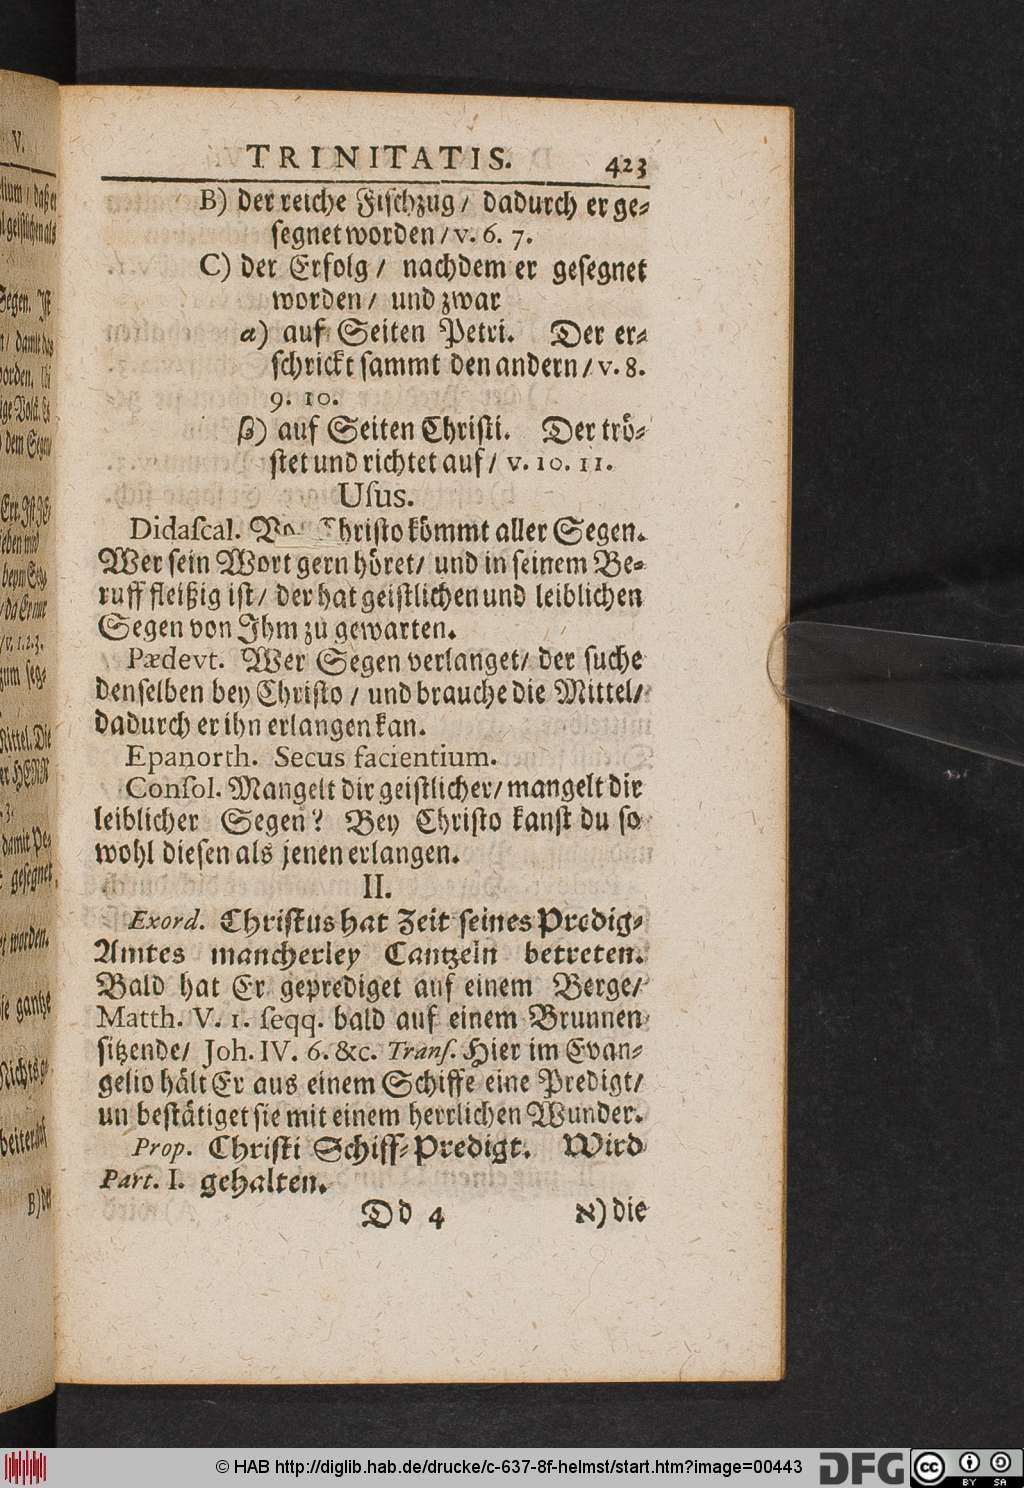 TRINITATIS. 423
B) der reiche Fischzug / dadurch er ge-
segnet worden / v. 6. 7.
C) der Erfolg / nachdem er gesegnet
worden / und zwar
α) auf Seiten Petri. Der er-
schrickt sammt den andern / v. 8.
9. 10.
β) auf Seiten Christi. Der trö-
stet und richtet auf / v. 10. 11.
Usus.
Didaſcal. Christo kömmt aller Segen.
Wer sein Wort gern höret / und in seinem Be-
ruff fleißig ist / der hat geistlichen und leiblichen
Segen von Ihm zu gewarten.
Pædevt. Wer Segen verlanget / der suche
denselben bey Christo / und brauche die Mittel /
dadurch er ihn erlangen kan.
Epanorth. Secus facientium.
Conſol. Mangelt dir geistlicher / mangelt dir
leiblicher Segen? Bey Christo kanst du so
wohl diesen als jenen erlangen.
II.
Exord. Christus hat Zeit seines Predig-
Amtes mancherley Cantzeln betreten.
Bald hat Er geprediget auf einem Berge /
Matth. V. 1. ſeqq. bald auf einem Brunnen
sitzende / Joh. IV. 6. &c. Tranſ. Hier im Evan-
gelio hält Er aus einem Schiffe eine Predigt /
un bestätiget sie mit einem herrlichen Wunder.
Prop. Christi Schiff-Predigt. Wird
Part. I. gehalten.
Dd 4 א) die
© HAB http://diglib.hab.de/drucke/c-637-8f-helmst/start.htm?image=00443
DFG
cc BY SA